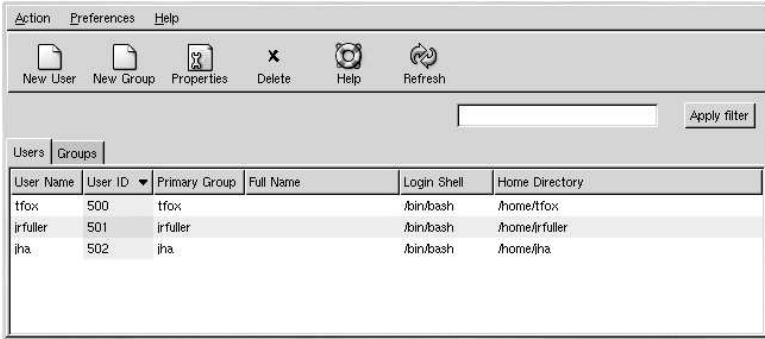 Action Preferences Help
New User New Group Properties Delete Help Refresh
Apply filter
Users Groups
User Name User ID Primary Group Full Name Login Shell Home Directory
tfox 500 tfox /bin/bash /home/tfox
jrfuller 501 jrfuller /bin/bash /home/jrfuller
jha 502 jha /bin/bash /home/jha